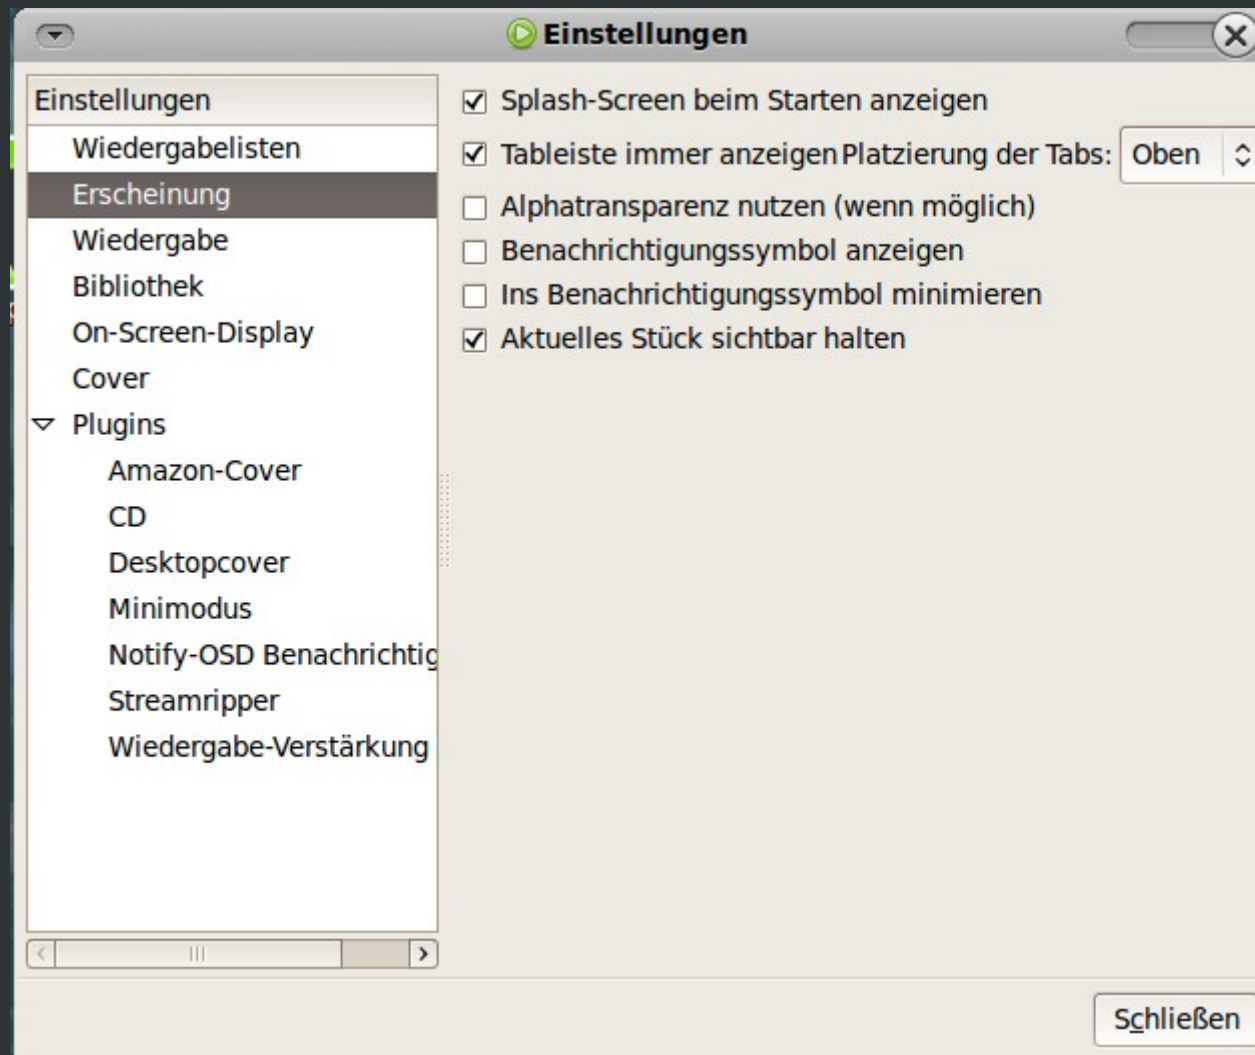 Einstellungen
Einstellungen
Wiedergabelisten
Erscheinung
Wiedergabe
Bibliothek
On-Screen-Display
Cover
Plugins
Amazon-Cover
CD
Desktopcover
Minimodus
Notify-OSD Benachrichtig
Streamripper
Wiedergabe-Verstärkung
Splash-Screen beim Starten anzeigen
Tableiste immer anzeigen Platzierung der Tabs: Oben
Alphatransparenz nutzen (wenn möglich)
Benachrichtigungssymbol anzeigen
Ins Benachrichtigungssymbol minimieren
Aktuelles Stück sichtbar halten
Schließen